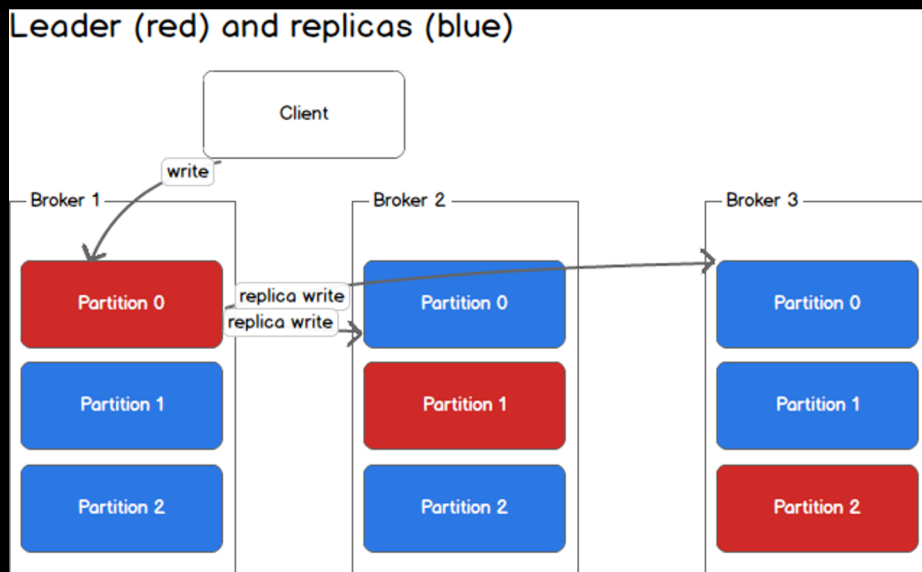 Leader (red) and replicas (blue)
Client
write
Broker 1
Broker 2
Broker 3
Partition 0
replica write
replica write
Partition 0
Partition 0
Partition 1
Partition 1
Partition 1
Partition 2
Partition 2
Partition 2